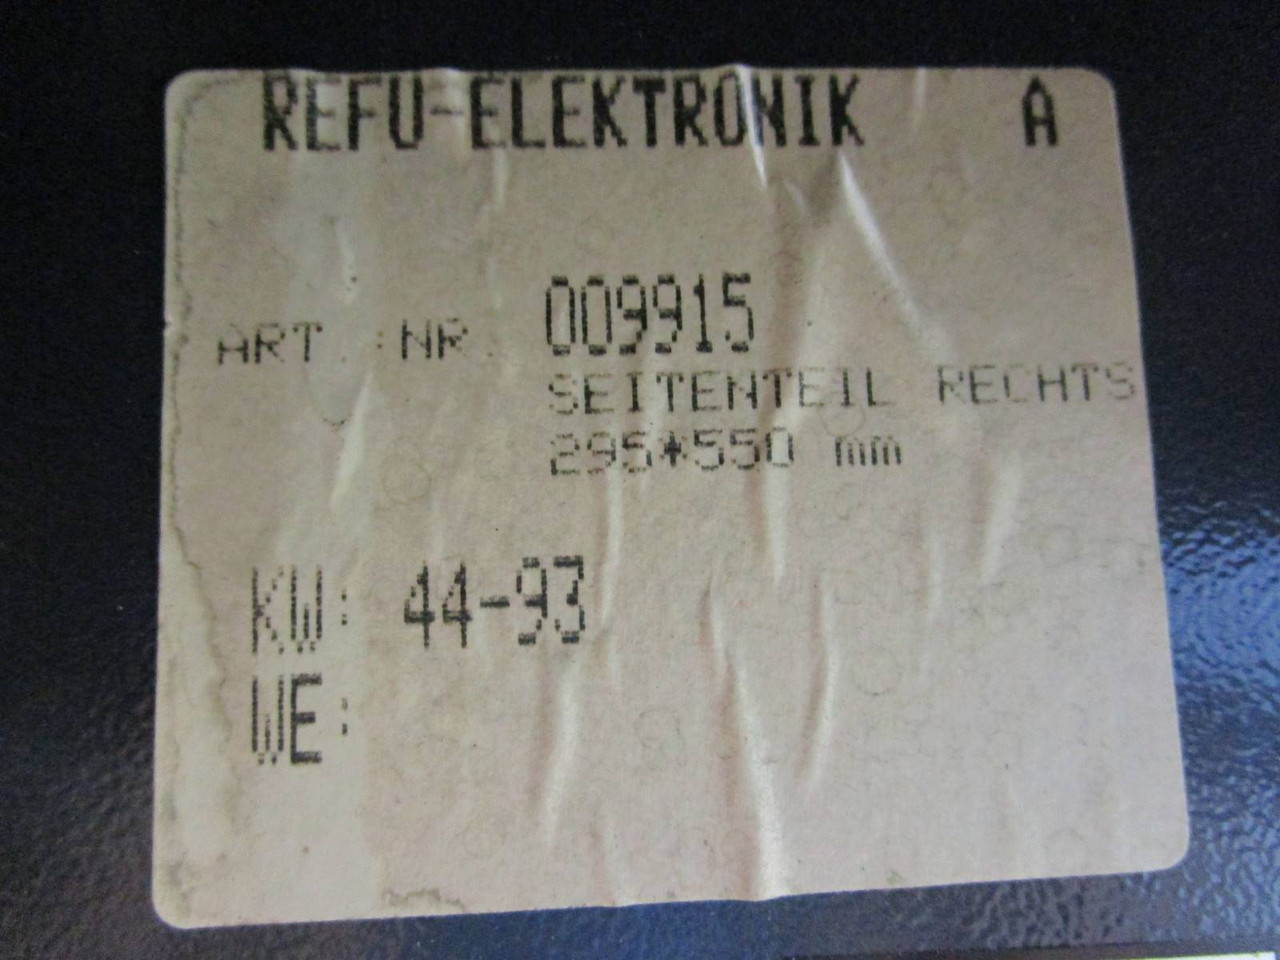 REFU-ELEKTRONIK A
ART. NR. 009915
SEITENTEIL RECHTS
295*550 mm
KW: 44-93
WE: